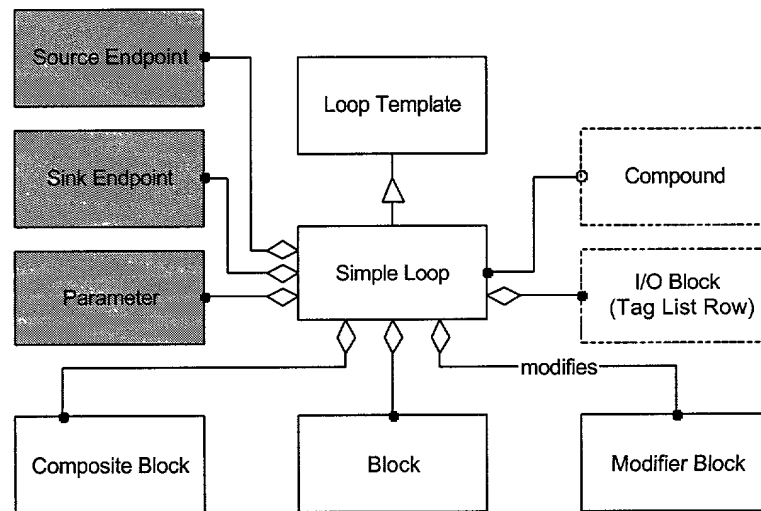 Source Endpoint
Loop Template
Sink Endpoint
Compound
Parameter
Simple Loop
I/O Block
(Tag List Row)
modifies
Composite Block
Block
Modifier Block